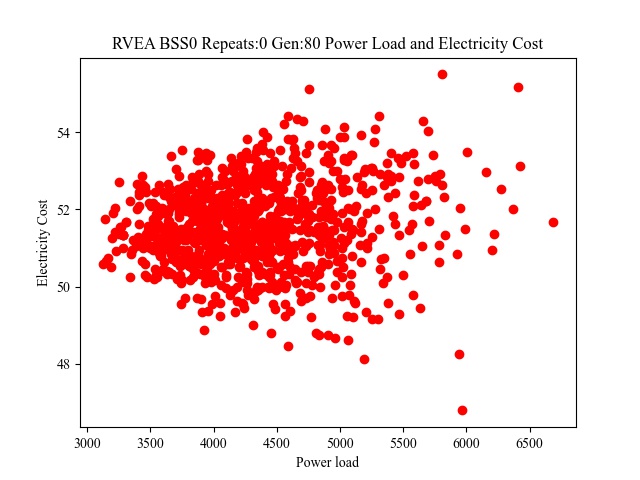 RVEA BSS0 Repeats:0 Gen:80 Power Load and Electricity Cost
54
52
50
48
Electricity Cost
3000 3500 4000 4500 5000 5500 6000 6500
Power load